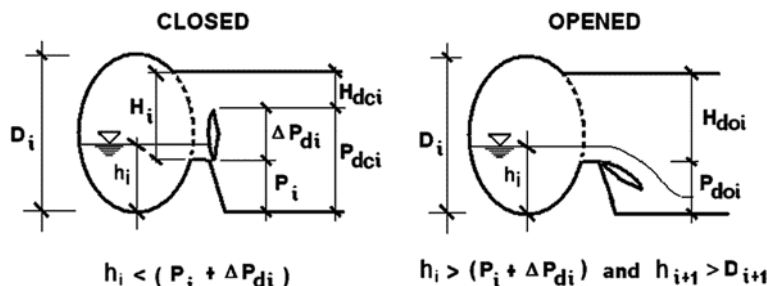 CLOSED
OPENED
D_i
H_i
h_i
H_dci
ΔP_di
P_dci
P_i
D_i
h_i
H_doi
P_doi
h_i < ( P_i + ΔP_di )
h_i > (P_i + ΔP_di) and h_i+1 > D_i+1